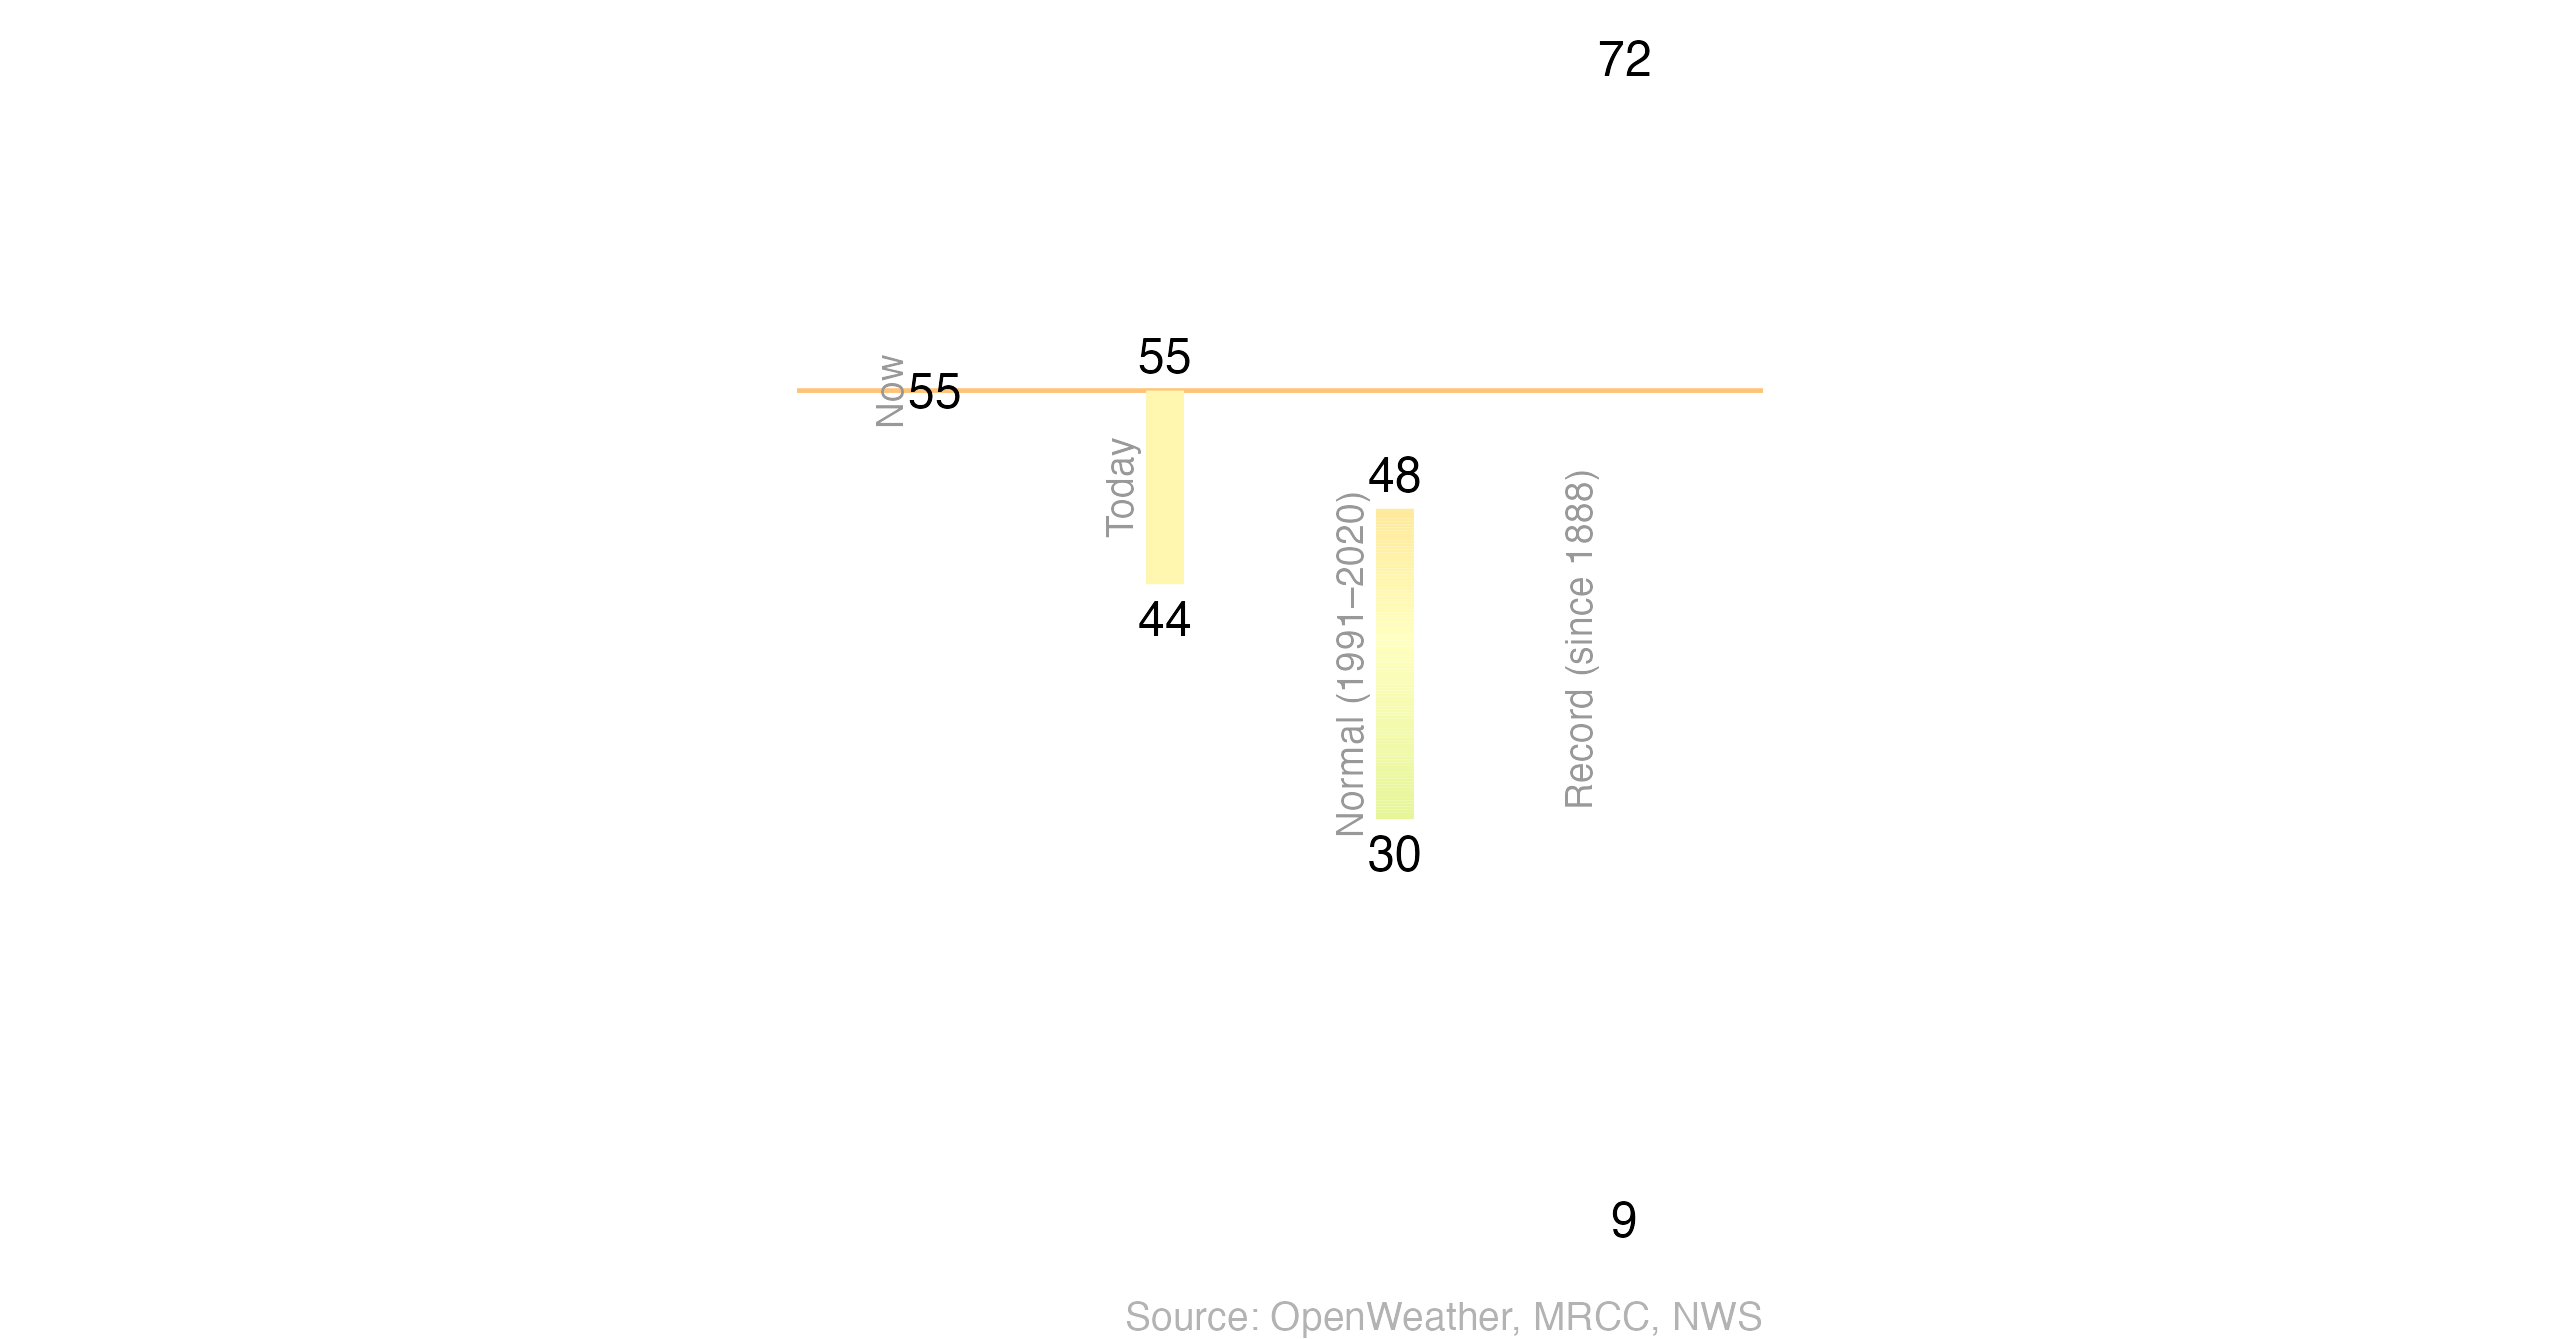 72
55
Now
55
Today
44
48
Normal (1991–2020)
30
Record (since 1888)
9
Source: OpenWeather, MRCC, NWS